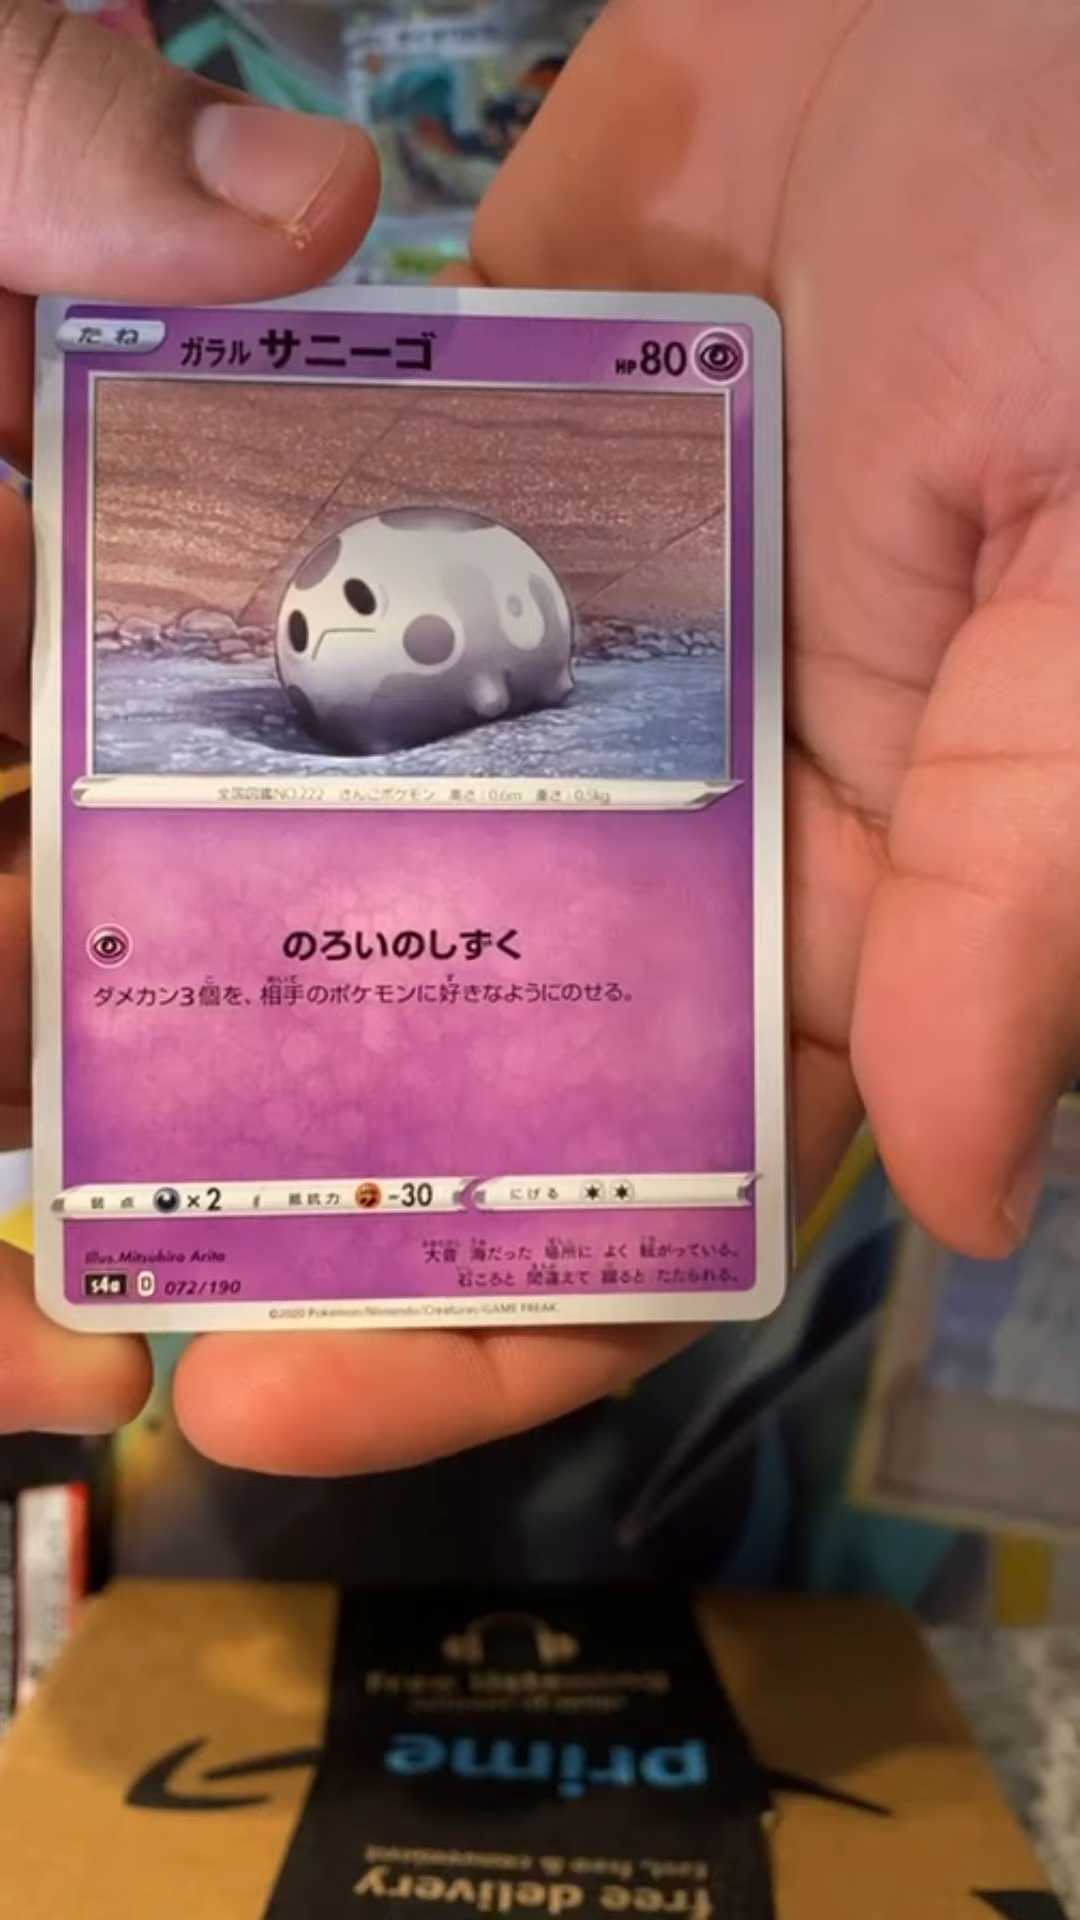 たね
ガラル サニーゴ
HP 80
全国図鑑NO.222 さんごポケモン 高さ:0.6m 重さ:0.5kg
のろいのしずく
ダメカン3個を、相手のポケモンに好きなようにのせる。
弱点 ×2 抵抗力 -30 にげる
Illus. Mitsuhiro Arita
大昔 海だった 場所に よく 転がっている。
石ころと 間違えて 蹴ると たたられる。
s4a D 072/190
©2020 Pokémon/Nintendo/Creatures/GAME FREAK.
prime
fast, free & convenient
free delivery